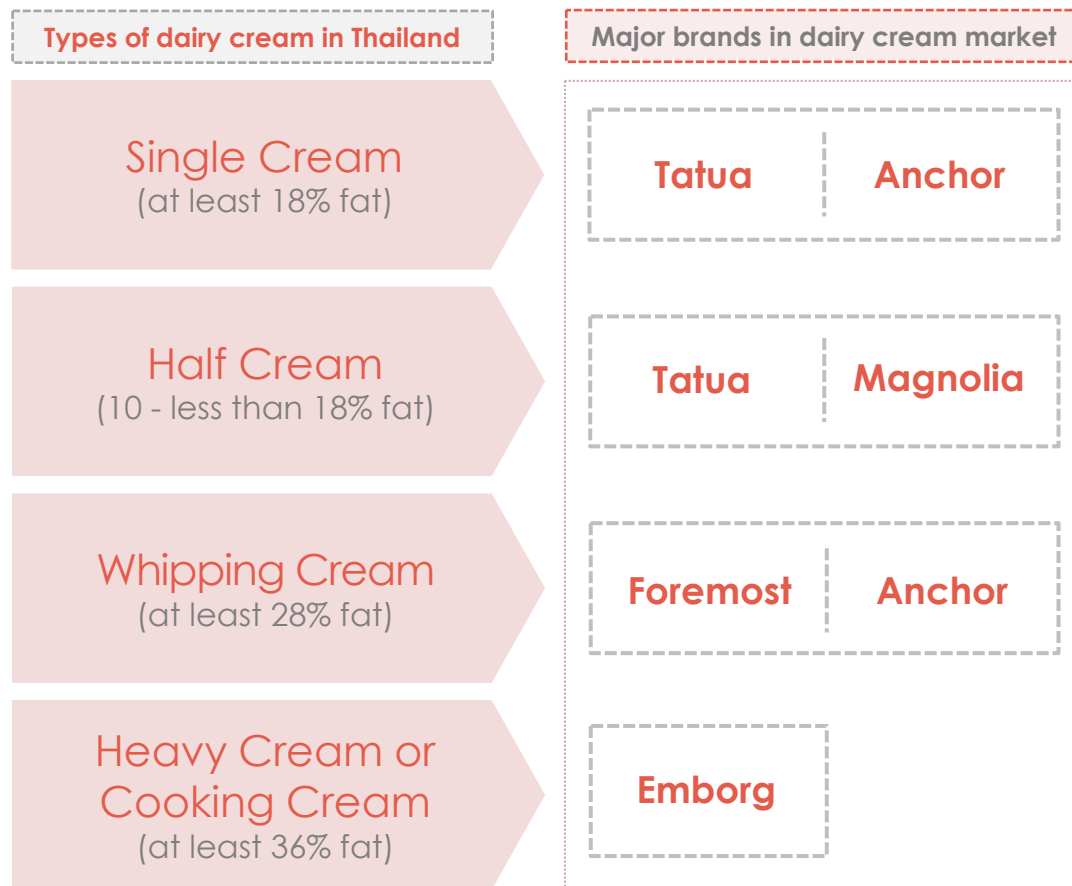 Types of dairy cream in Thailand
Major brands in dairy cream market
Single Cream
(at least 18% fat)
Tatua
Anchor
Half Cream
(10 - less than 18% fat)
Tatua
Magnolia
Whipping Cream
(at least 28% fat)
Foremost
Anchor
Heavy Cream or
Cooking Cream
(at least 36% fat)
Emborg